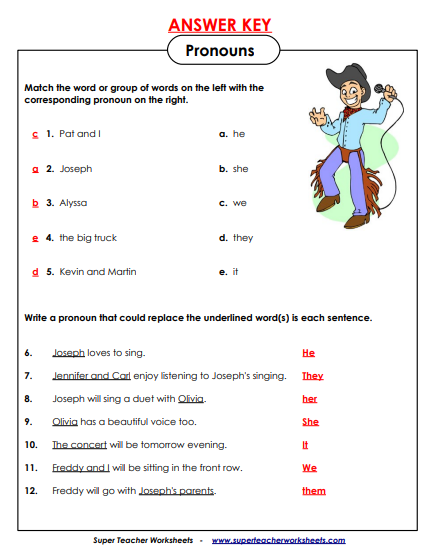 ANSWER KEY
Pronouns
Match the word or group of words on the left with the
corresponding pronoun on the right.
c 1. Pat and I a. he
a 2. Joseph b. she
b 3. Alyssa c. we
e 4. the big truck d. they
d 5. Kevin and Martin e. it
Write a pronoun that could replace the underlined word(s) is each sentence.
6. Joseph loves to sing. He
7. Jennifer and Carl enjoy listening to Joseph's singing. They
8. Joseph will sing a duet with Olivia. her
9. Olivia has a beautiful voice too. She
10. The concert will be tomorrow evening. It
11. Freddy and I will be sitting in the front row. We
12. Freddy will go with Joseph's parents. them
Super Teacher Worksheets - www.superteacherworksheets.com